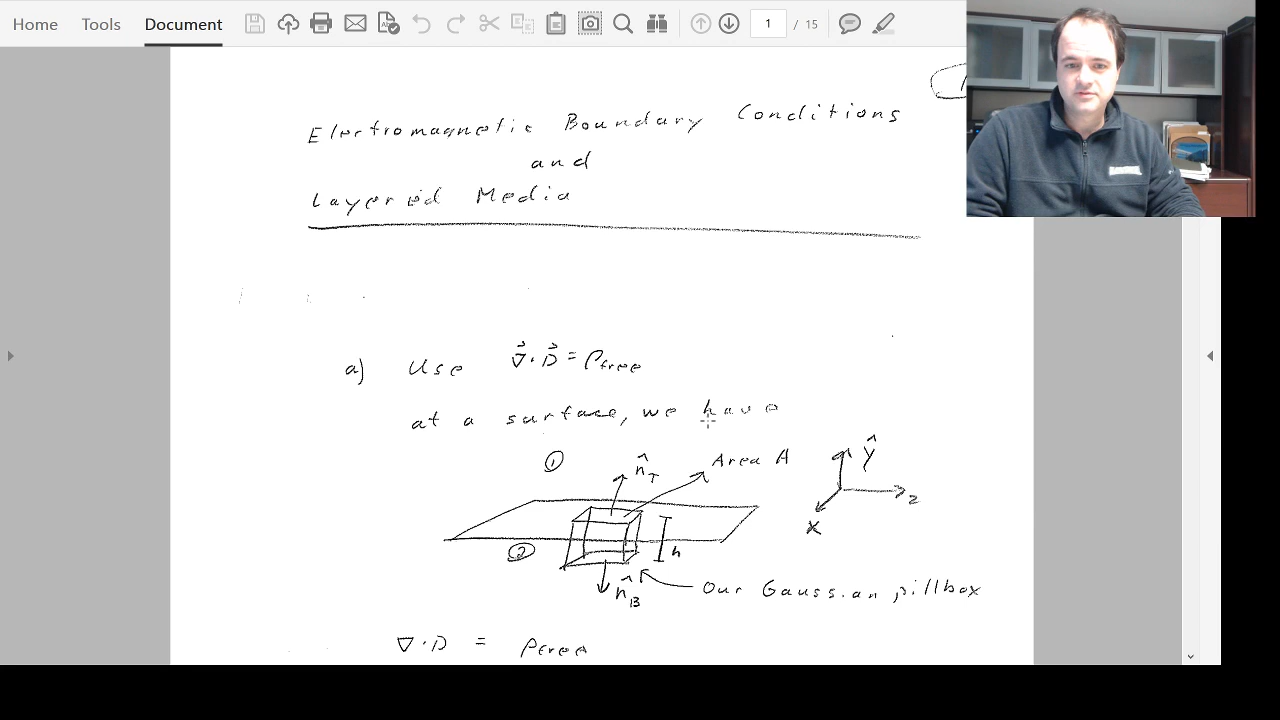 Home Tools Document 1 / 15
Electromagnetic Boundary Conditions
and
Layered Media
a) Use ∇⃗·D⃗ = ρfree
at a surface, we have
① n̂T Area A ŷ
z
x
② h
n̂B Our Gaussian pillbox
∇·D = ρfree